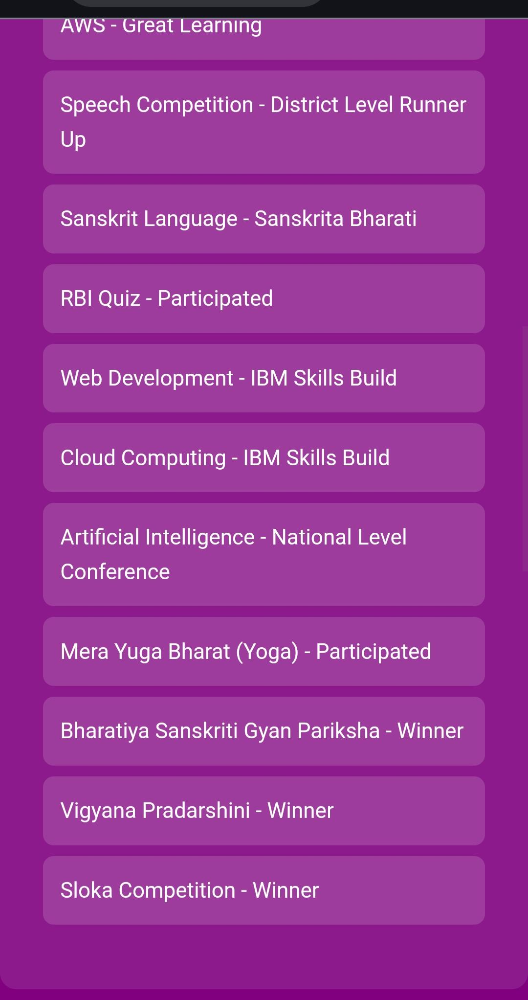 AWS - Great Learning
Speech Competition - District Level Runner
Up
Sanskrit Language - Sanskrita Bharati
RBI Quiz - Participated
Web Development - IBM Skills Build
Cloud Computing - IBM Skills Build
Artificial Intelligence - National Level
Conference
Mera Yuga Bharat (Yoga) - Participated
Bharatiya Sanskriti Gyan Pariksha - Winner
Vigyana Pradarshini - Winner
Sloka Competition - Winner